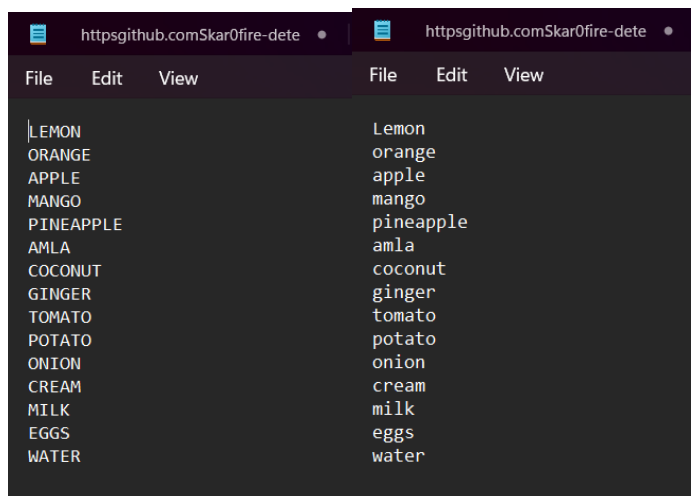 httpsgithub.comSkar0fire-dete
File Edit View
LEMON
ORANGE
APPLE
MANGO
PINEAPPLE
AMLA
COCONUT
GINGER
TOMATO
POTATO
ONION
CREAM
MILK
EGGS
WATER
httpsgithub.comSkar0fire-dete
File Edit View
Lemon
orange
apple
mango
pineapple
amla
coconut
ginger
tomato
potato
onion
cream
milk
eggs
water